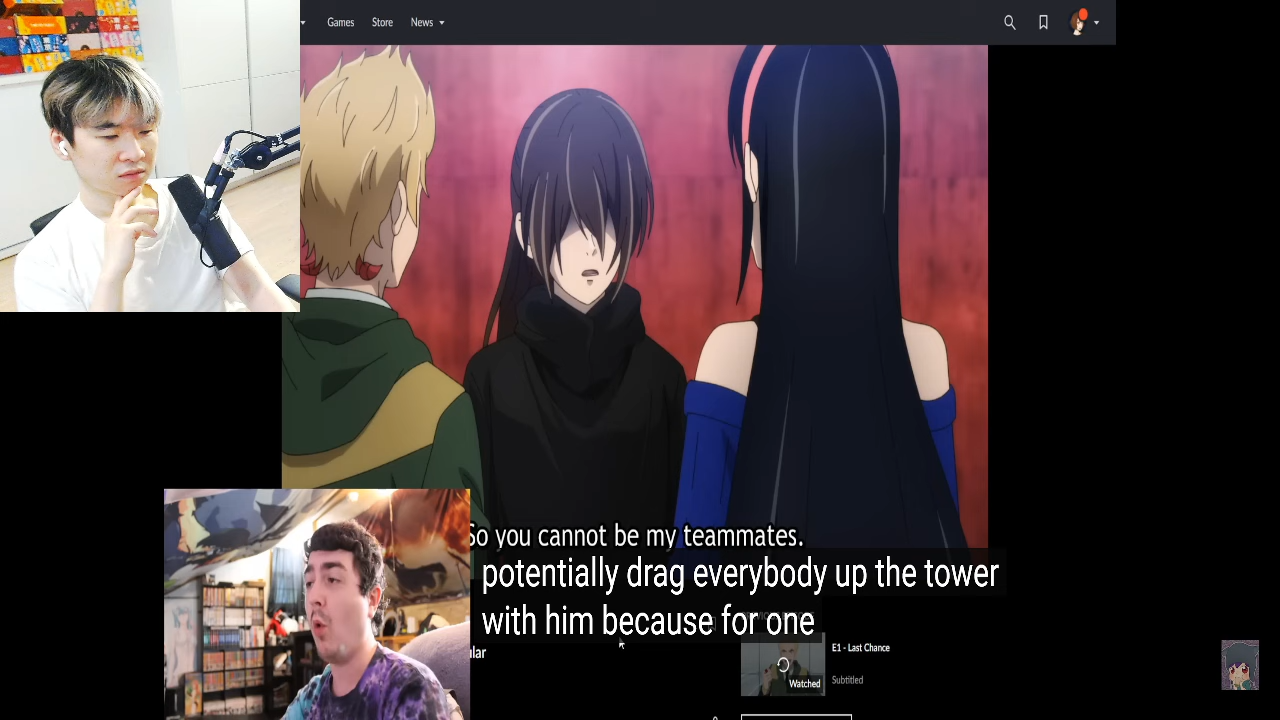 Games Store News
So you cannot be my teammates.
potentially drag everybody up the tower
with him because for one
E1 - Last Chance
Watched
Subtitled